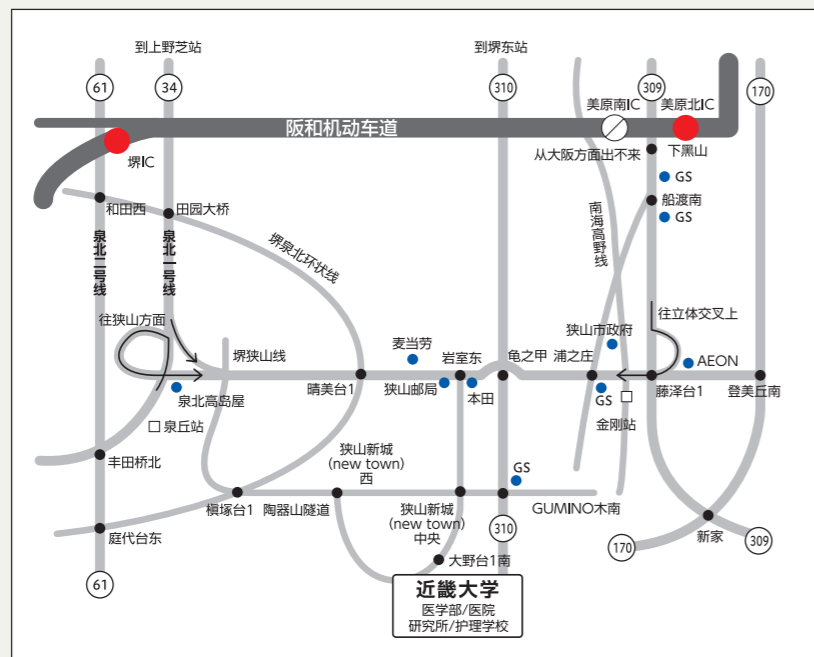 到上野芝站
到堺东站
61
34
310
美原南IC
309
美原北IC
170
阪和机动车道
堺IC
从大阪方面出不来
下黑山
GS
和田西
田园大桥
船渡南
GS
泉北二号线
泉北一号线
堺泉北环状线
南海高野线
往狭山方面
往立体交叉上
堺狭山线
麦当劳
岩室东
龟之甲
浦之庄
狭山市政府
AEON
泉北高岛屋
晴美台1
狭山邮局
本田
GS
藤泽台1
登美丘南
泉丘站
金刚站
丰田桥北
狭山新城
(new town)
西
GS
槇塚台1
陶器山隧道
狭山新城
(new town)
中央
GUMINO木南
庭代台东
310
新家
170
309
大野台1南
61
近畿大学
医学部/医院
研究所/护理学校